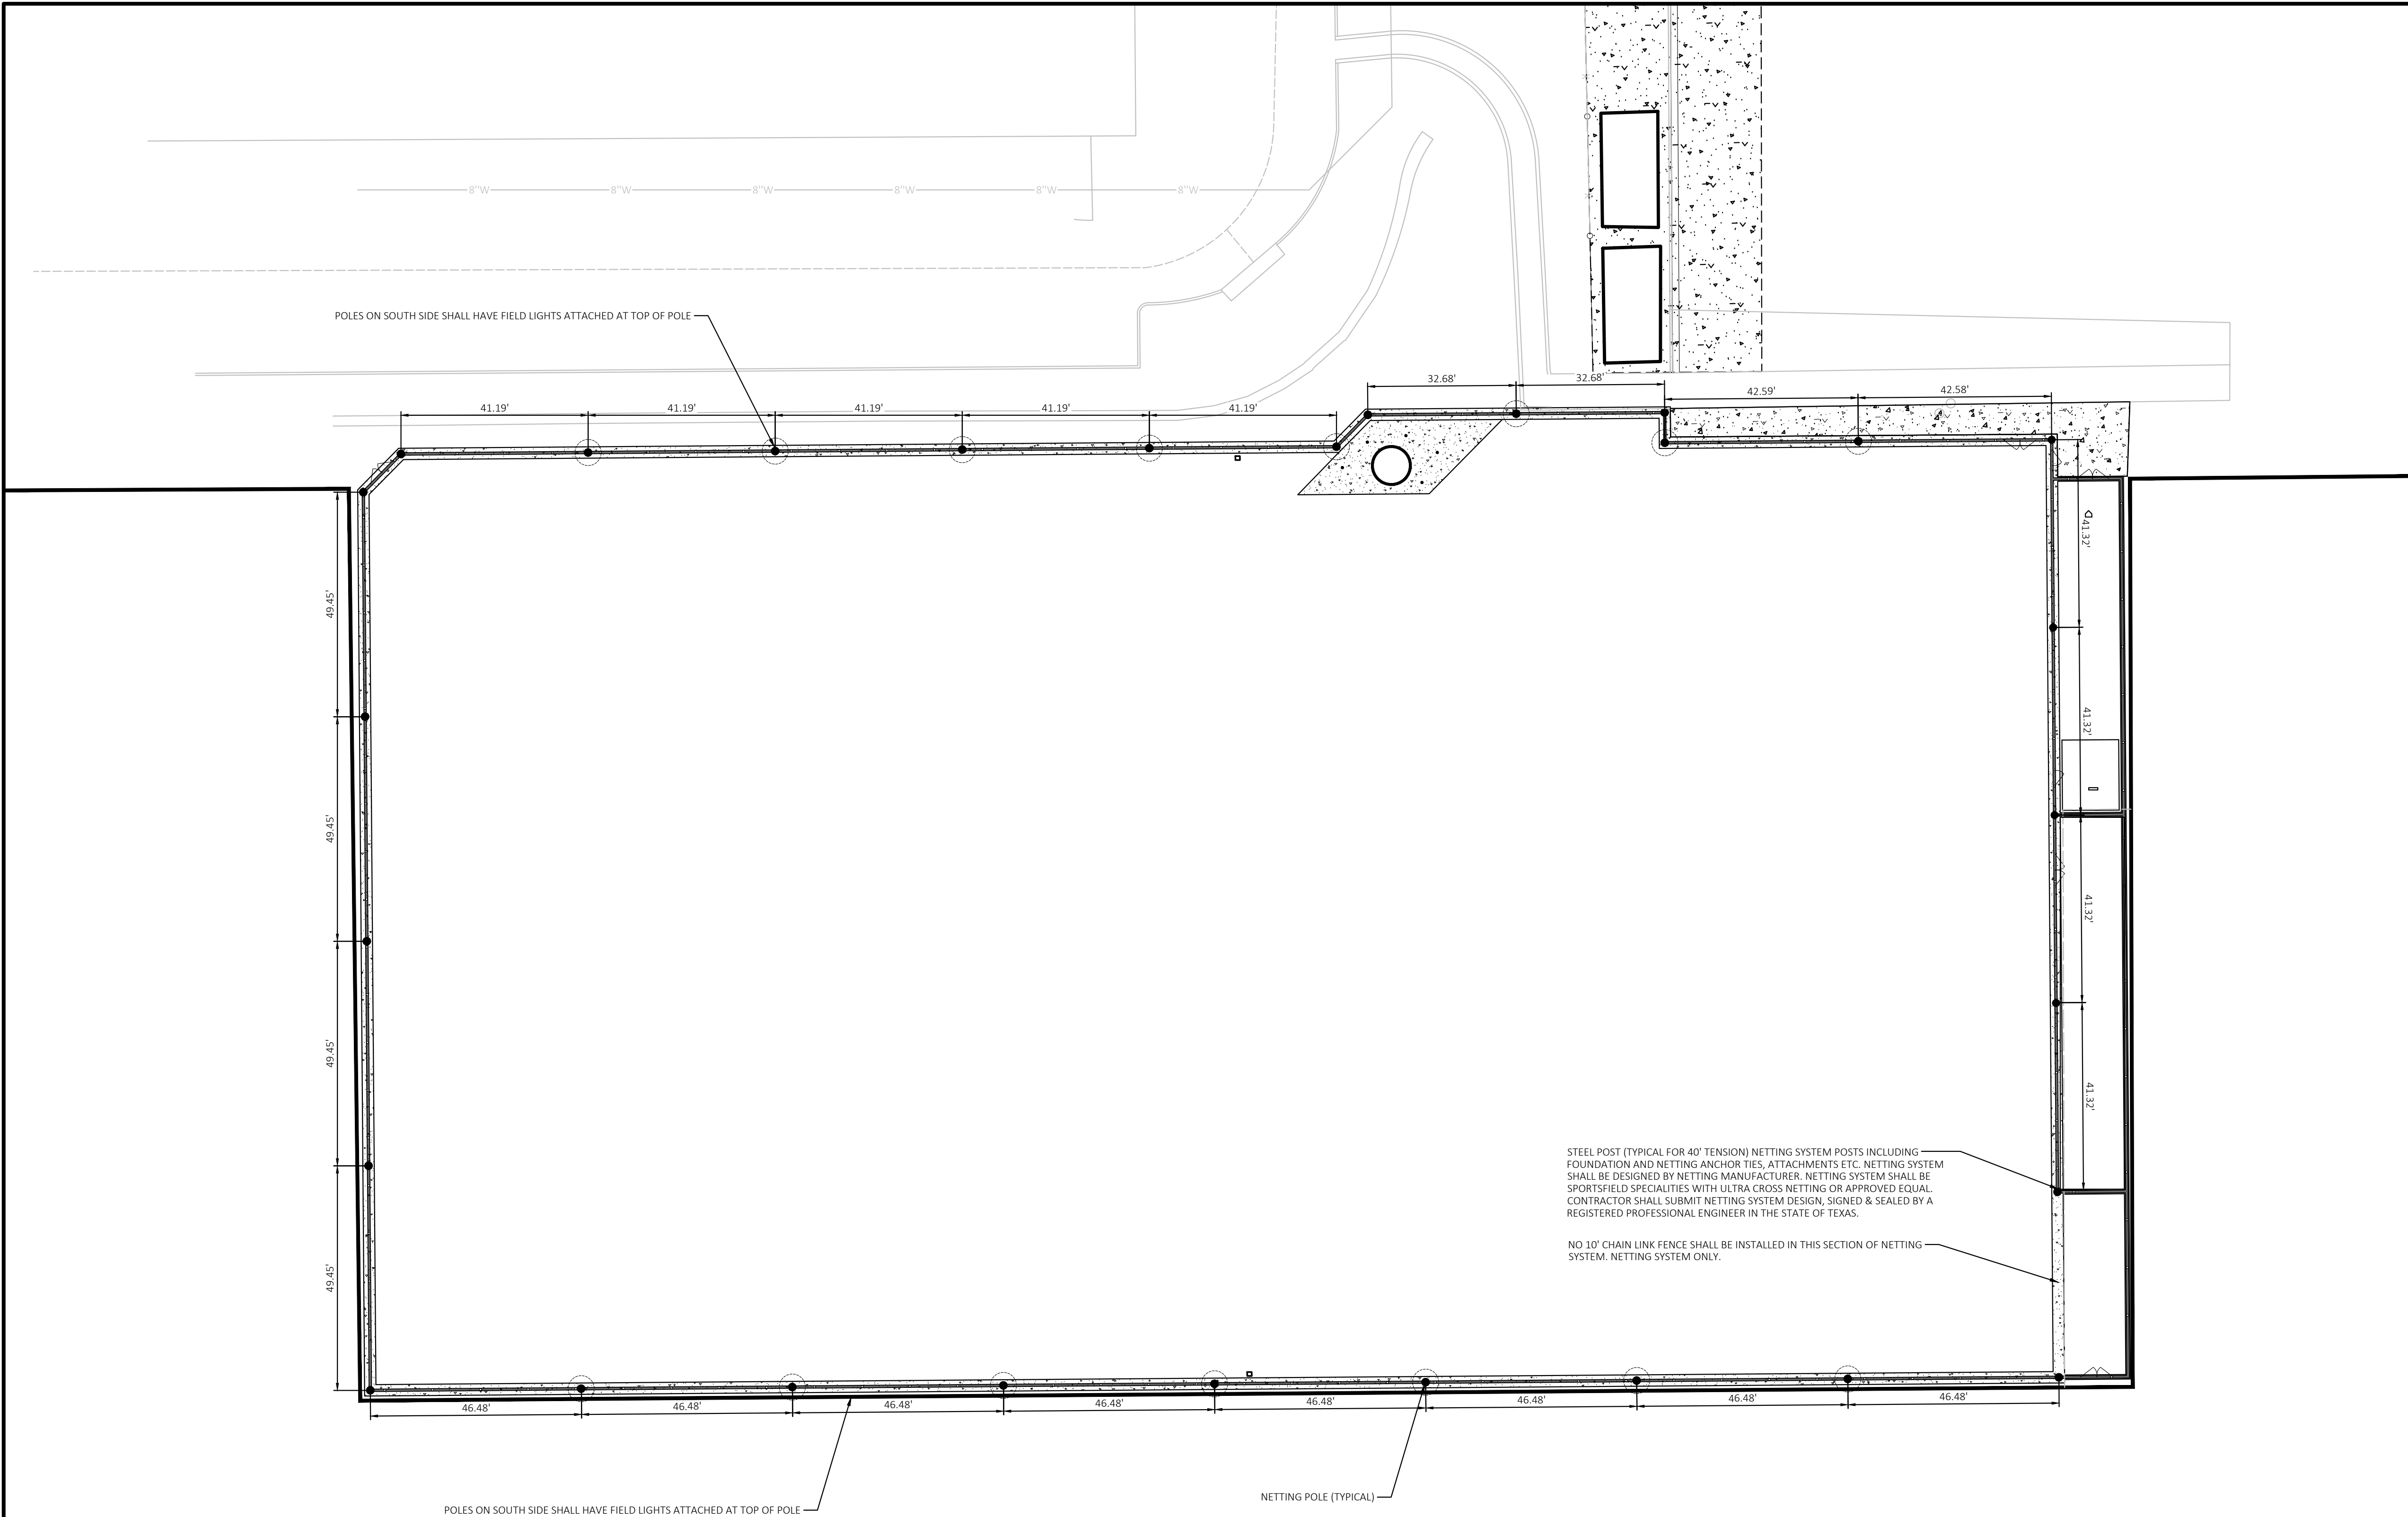 8"W 8"W 8"W 8"W 8"W 8"W
POLES ON SOUTH SIDE SHALL HAVE FIELD LIGHTS ATTACHED AT TOP OF POLE
32.68' 32.68'
42.59' 42.58'
41.19' 41.19' 41.19' 41.19' 41.19'
41.32'
49.45'
41.32'
49.45'
41.32'
49.45'
41.32'
STEEL POST (TYPICAL FOR 40' TENSION) NETTING SYSTEM POSTS INCLUDING
FOUNDATION AND NETTING ANCHOR TIES, ATTACHMENTS ETC. NETTING SYSTEM
SHALL BE DESIGNED BY NETTING MANUFACTURER. NETTING SYSTEM SHALL BE
SPORTSFIELD SPECIALITIES WITH ULTRA CROSS NETTING OR APPROVED EQUAL.
CONTRACTOR SHALL SUBMIT NETTING SYSTEM DESIGN, SIGNED & SEALED BY A
REGISTERED PROFESSIONAL ENGINEER IN THE STATE OF TEXAS.
NO 10' CHAIN LINK FENCE SHALL BE INSTALLED IN THIS SECTION OF NETTING
SYSTEM. NETTING SYSTEM ONLY.
49.45'
46.48' 46.48' 46.48' 46.48' 46.48' 46.48' 46.48' 46.48'
NETTING POLE (TYPICAL)
POLES ON SOUTH SIDE SHALL HAVE FIELD LIGHTS ATTACHED AT TOP OF POLE